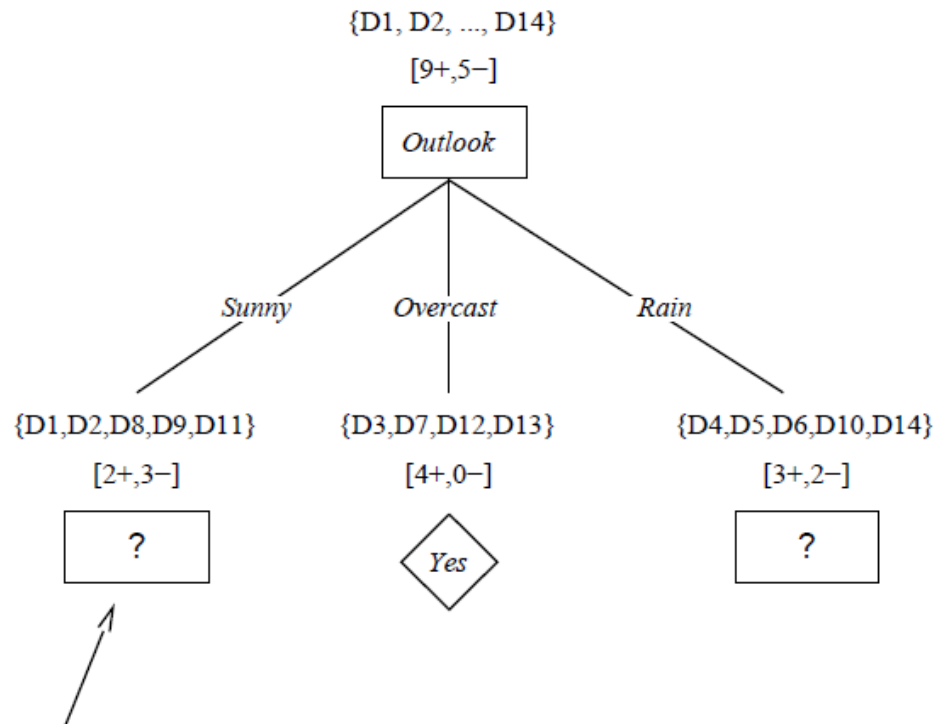 {D1, D2, ..., D14}
[9+,5−]
Outlook
Sunny Overcast Rain
{D1,D2,D8,D9,D11} {D3,D7,D12,D13} {D4,D5,D6,D10,D14}
[2+,3−] [4+,0−] [3+,2−]
? Yes ?